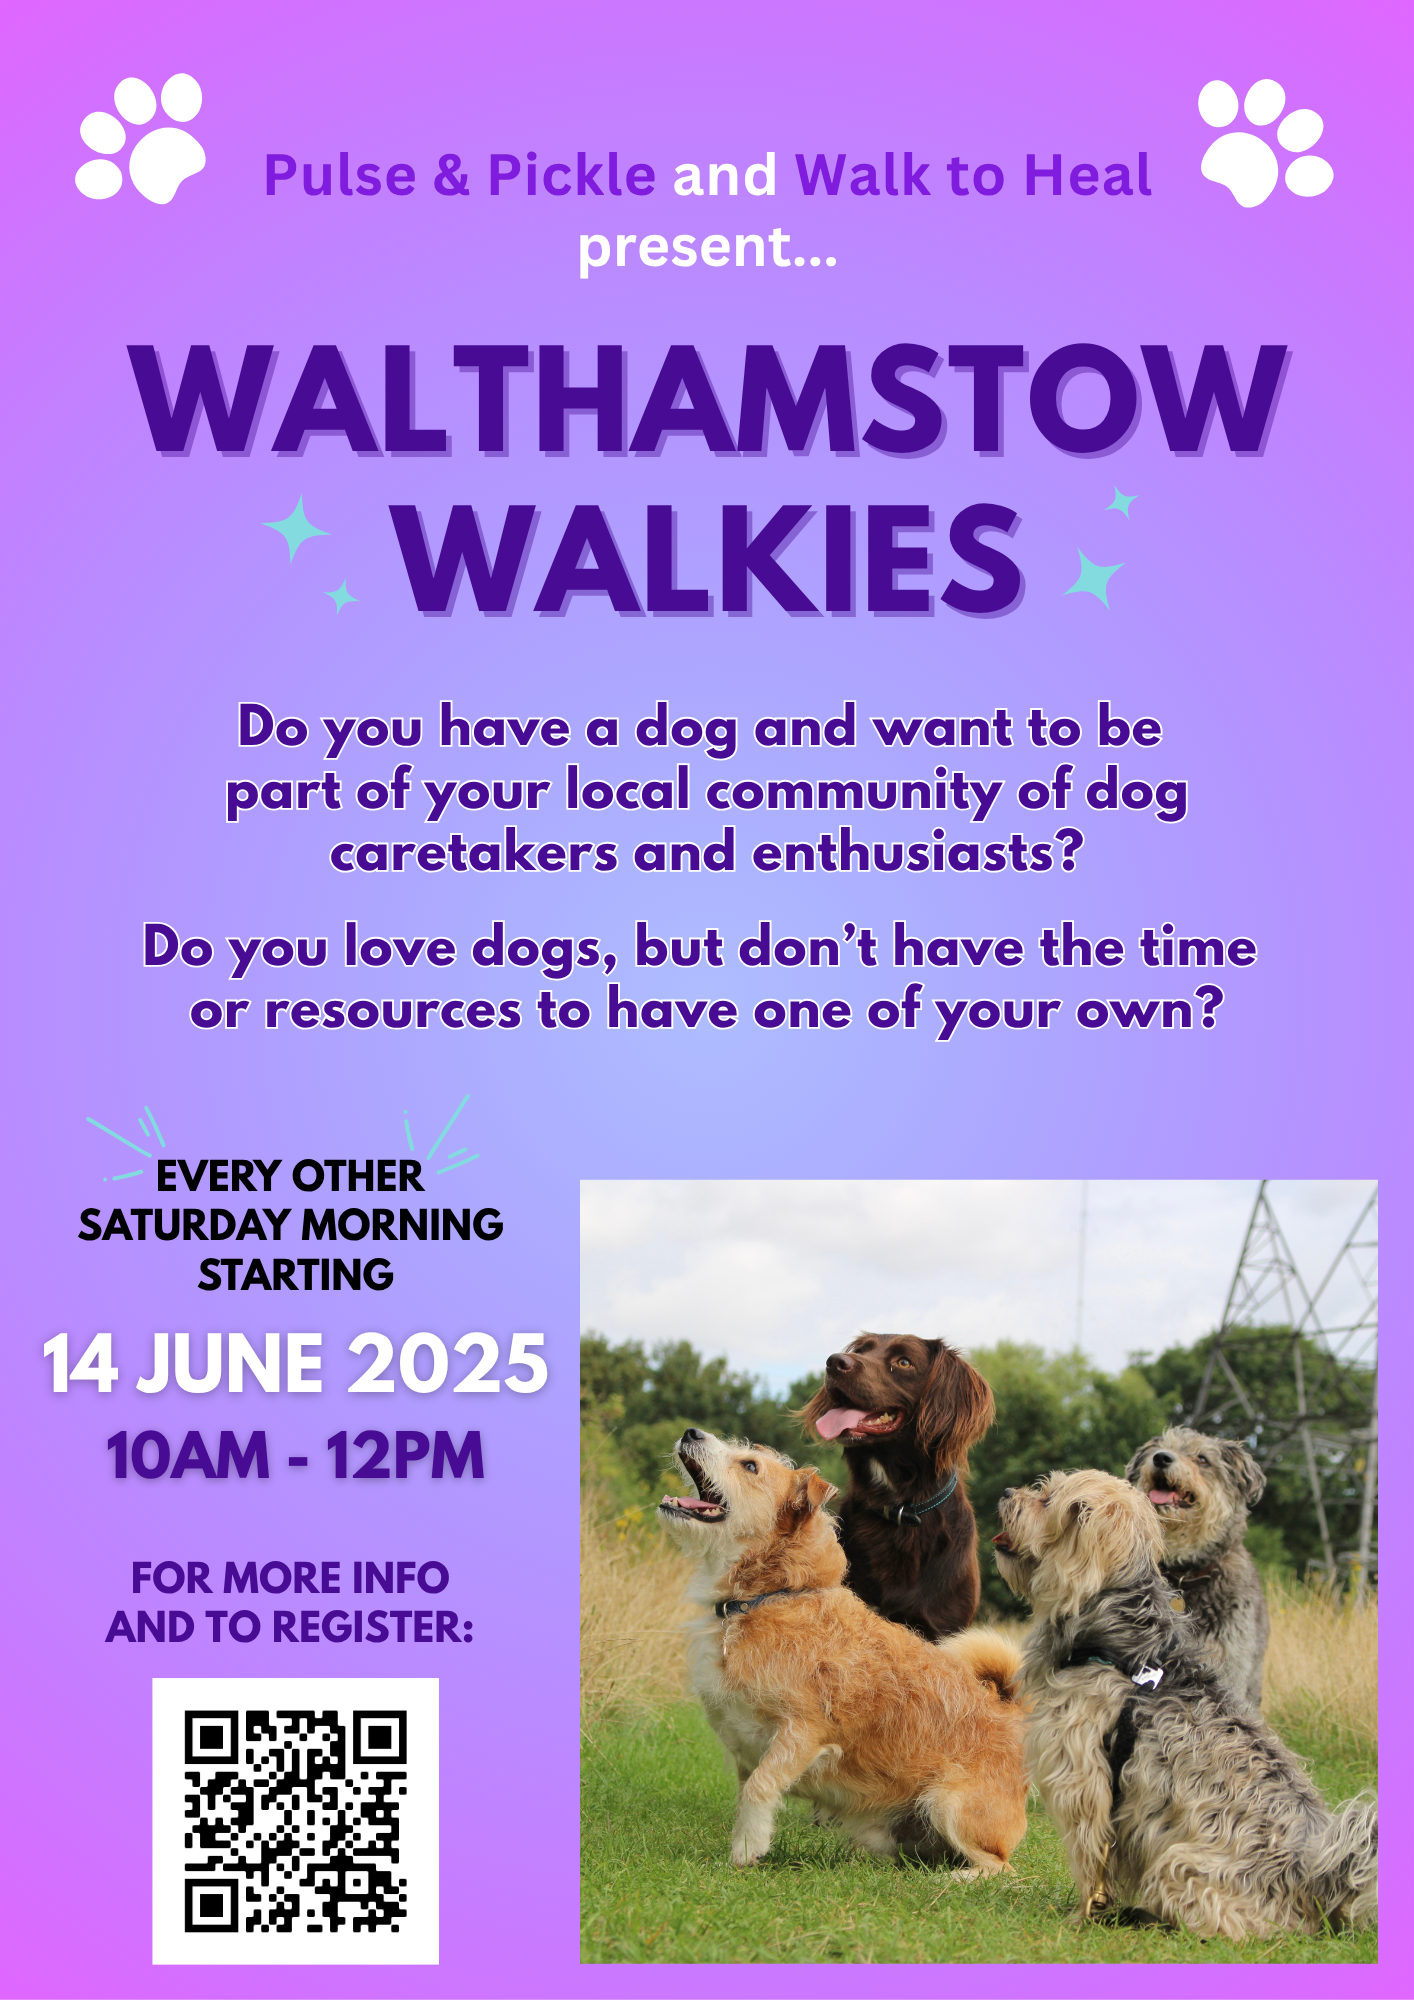 Pulse & Pickle and Walk to Heal
present...
WALTHAMSTOW
WALKIES
Do you have a dog and want to be
part of your local community of dog
caretakers and enthusiasts?
Do you love dogs, but don’t have the time
or resources to have one of your own?
EVERY OTHER
SATURDAY MORNING
STARTING
14 JUNE 2025
10AM - 12PM
FOR MORE INFO
AND TO REGISTER: